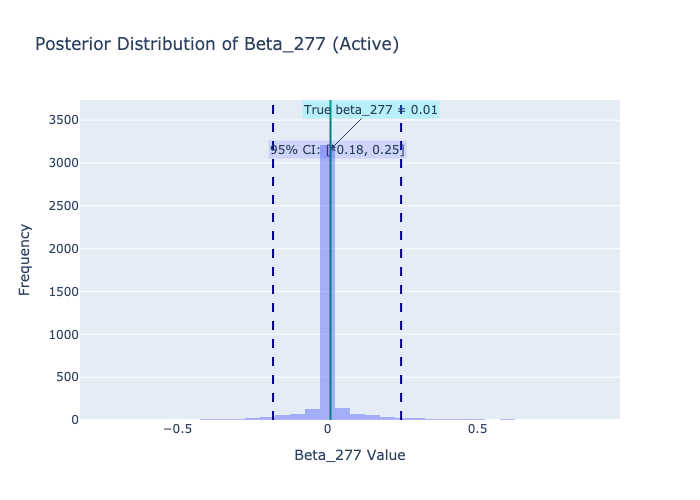 Posterior Distribution of Beta_277 (Active)
True beta_277 = 0.01
95% CI: [-0.18, 0.25]
3500
3000
2500
2000
1500
1000
500
0
Frequency
−0.5
0
0.5
Beta_277 Value